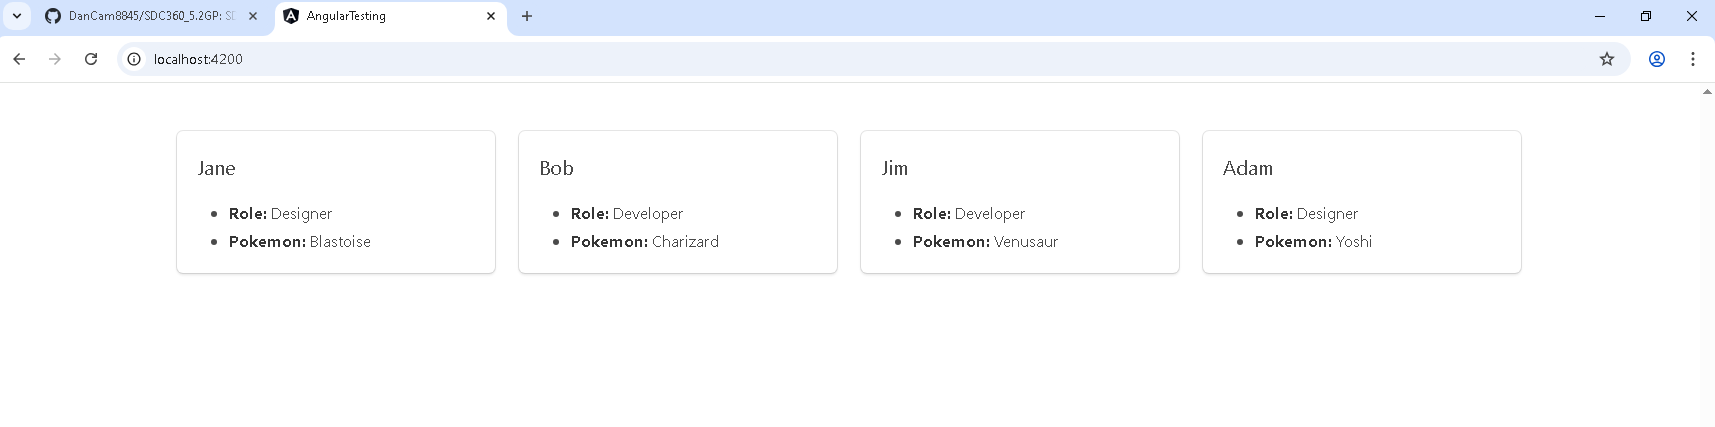 DanCam8845/SDC360_5.2GP: SD
AngularTesting
localhost:4200
Jane
Role: Designer
Pokemon: Blastoise
Bob
Role: Developer
Pokemon: Charizard
Jim
Role: Developer
Pokemon: Venusaur
Adam
Role: Designer
Pokemon: Yoshi